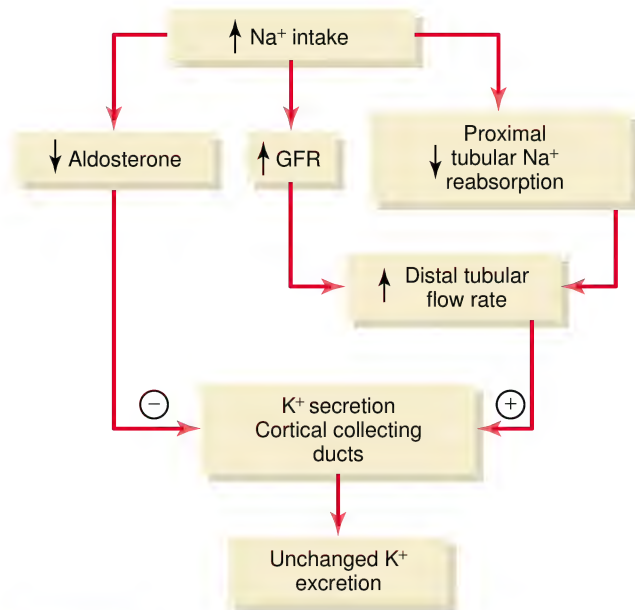 ↑ Na⁺ intake
↓ Aldosterone
↑ GFR
Proximal
↓ tubular Na⁺
reabsorption
↑ Distal tubular
flow rate
−
+
K⁺ secretion
Cortical collecting
ducts
Unchanged K⁺
excretion